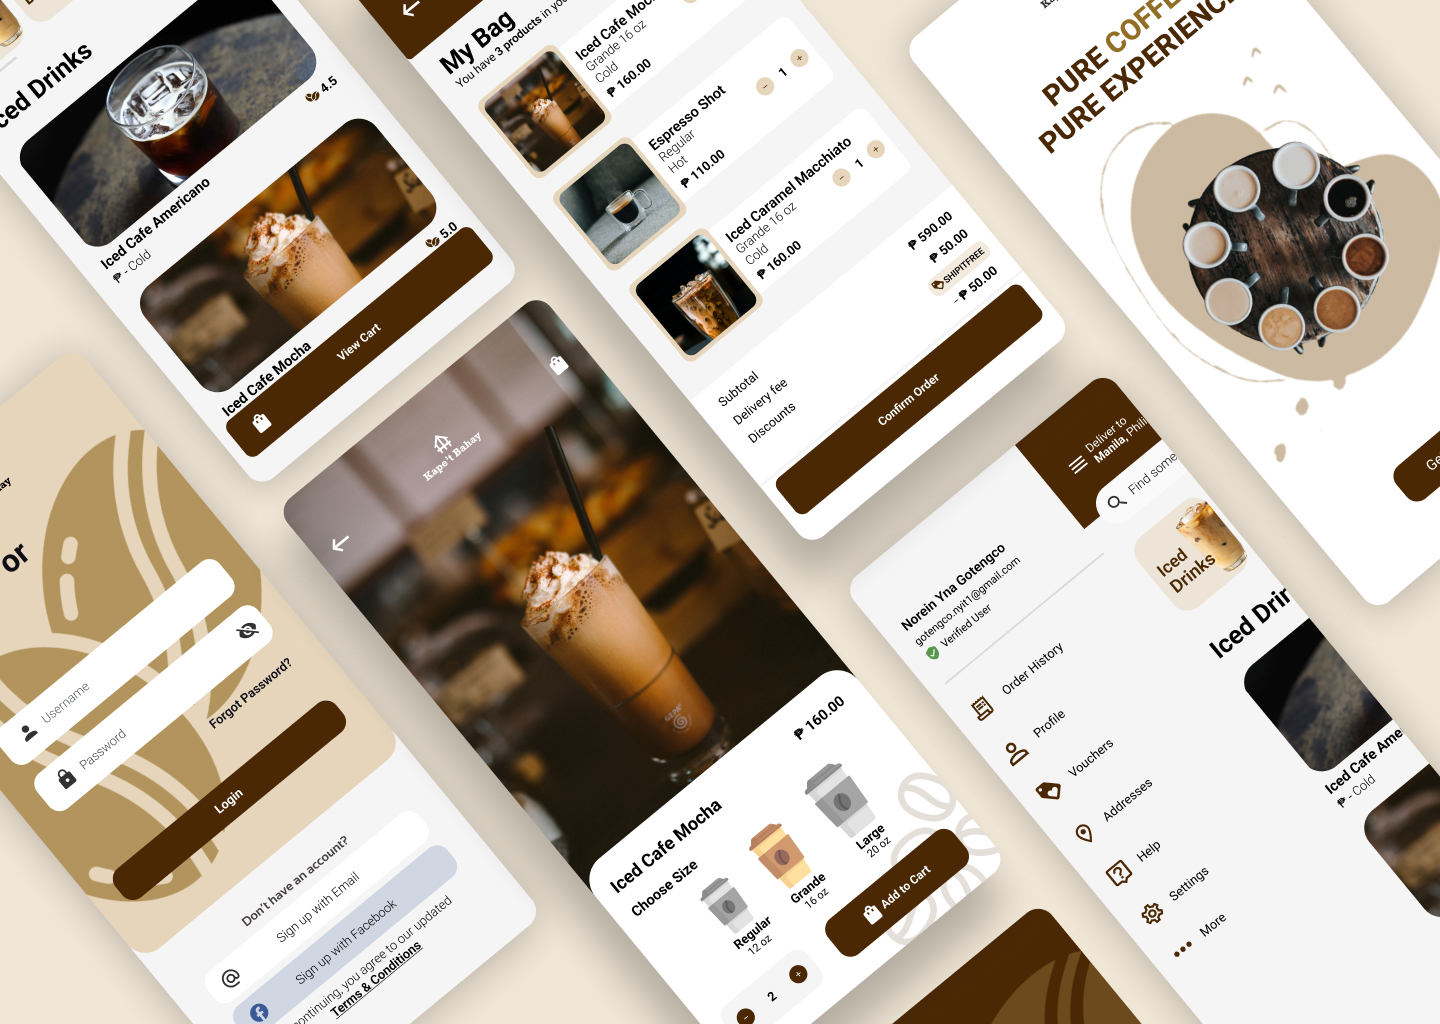 ced Drinks
4.5
Iced Cafe Americano
₱ - Cold
5.0
Iced Cafe Mocha
View Cart
My Bag
You have 3 products in you
Iced Cafe Moc
Grande 16 oz
Cold
₱ 160.00
Espresso Shot
Regular
Hot
₱ 110.00
- 1 +
Iced Caramel Macchiato
Grande 16 oz
Cold
₱ 160.00
- 1 +
Subtotal
₱ 590.00
Delivery fee
₱ 50.00
SHIPITFREE
Discounts
- ₱ 50.00
Confirm Order
PURE COFFE
PURE EXPERIENC
Ge
or
Username
Password
Forgot Password?
Login
Don't have an account?
Sign up with Email
Sign up with Facebook
continuing, you agree to our updated
Terms & Conditions
Kape't Bahay
₱ 160.00
Iced Cafe Mocha
Choose Size
Regular
12 oz
Grande
16 oz
Large
20 oz
- 2 +
Add to Cart
Norein Yna Gotengco
gotengco.nyit1@gmail.com
Verified User
Order History
Profile
Vouchers
Addresses
Help
Settings
More
Deliver to
Manila, Phili
Find some
Iced
Drinks
Iced Drin
Iced Cafe Ame
₱ - Cold